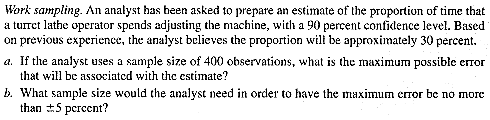 Work sampling. An analyst has been asked to prepare an estimate of the proportion of time that
a turret lathe operator spends adjusting the machine, with a 90 percent confidence level. Based
on previous experience, the analyst believes the proportion will be approximately 30 percent.
a. If the analyst uses a sample size of 400 observations, what is the maximum possible error
that will be associated with the estimate?
b. What sample size would the analyst need in order to have the maximum error be no more
than ±5 percent?